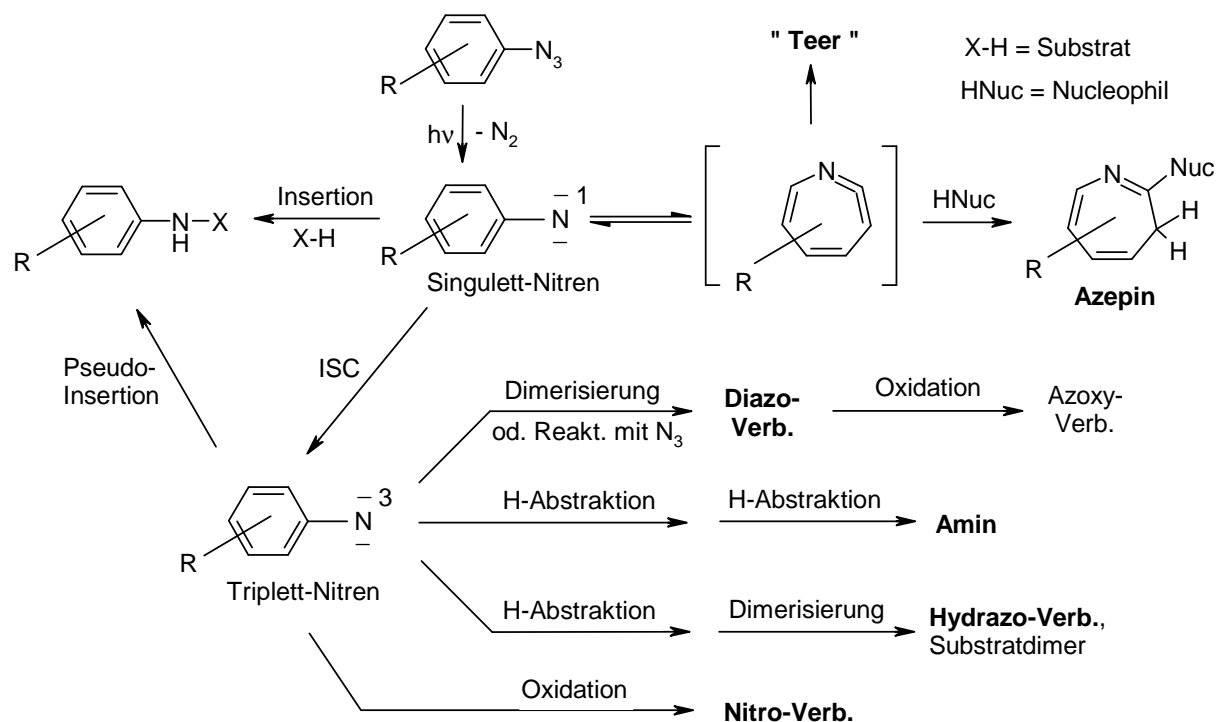 " Teer "
X-H = Substrat
HNuc = Nucleophil
R
N3
hν
- N2
R
N
H
X
Insertion
X-H
R
N
1
Singulett-Nitren
N
R
HNuc
N
Nuc
H
H
R
Azepin
Pseudo-
Insertion
ISC
R
N
3
Triplett-Nitren
Dimerisierung
od. Reakt. mit N3
Diazo-
Verb.
Oxidation
Azoxy-
Verb.
H-Abstraktion
H-Abstraktion
Amin
H-Abstraktion
Dimerisierung
Hydrazo-Verb.,
Substratdimer
Oxidation
Nitro-Verb.